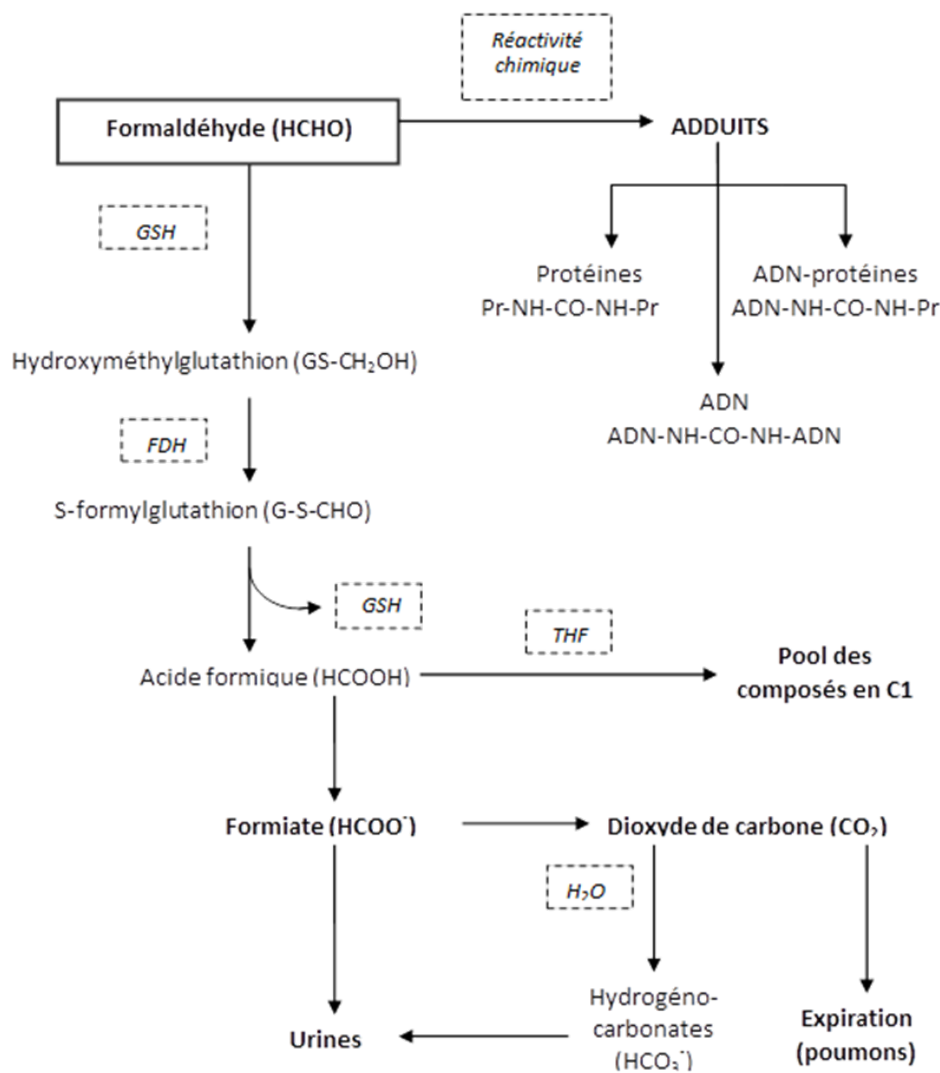 Réactivité
chimique
Formaldéhyde (HCHO)
ADDUITS
GSH
Protéines
Pr-NH-CO-NH-Pr
ADN-protéines
ADN-NH-CO-NH-Pr
Hydroxyméthylglutathion (GS-CH₂OH)
ADN
ADN-NH-CO-NH-ADN
FDH
S-formylglutathion (G-S-CHO)
GSH
THF
Acide formique (HCOOH)
Pool des
composés en C1
Formiate (HCOO⁻)
Dioxyde de carbone (CO₂)
H₂O
Hydrogéno-
carbonates
(HCO₃⁻)
Urines
Expiration
(poumons)